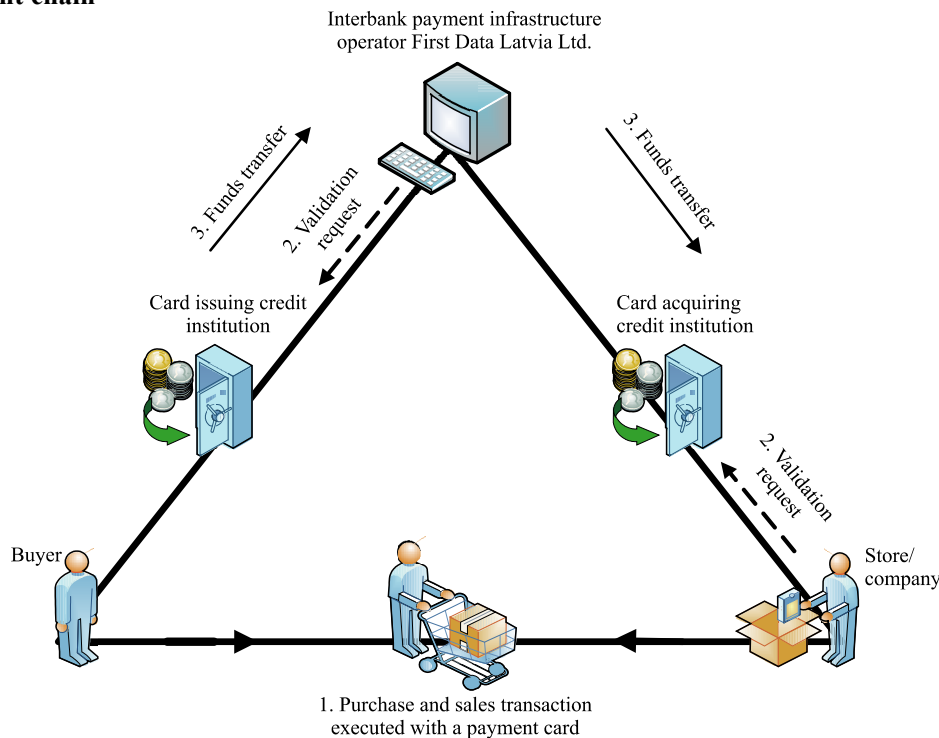 Interbank payment infrastructure
operator First Data Latvia Ltd.
3. Funds transfer
2. Validation
request
3. Funds transfer
Card issuing credit
institution
Card acquiring
credit institution
2. Validation
request
Buyer
Store/
company
1. Purchase and sales transaction
executed with a payment card